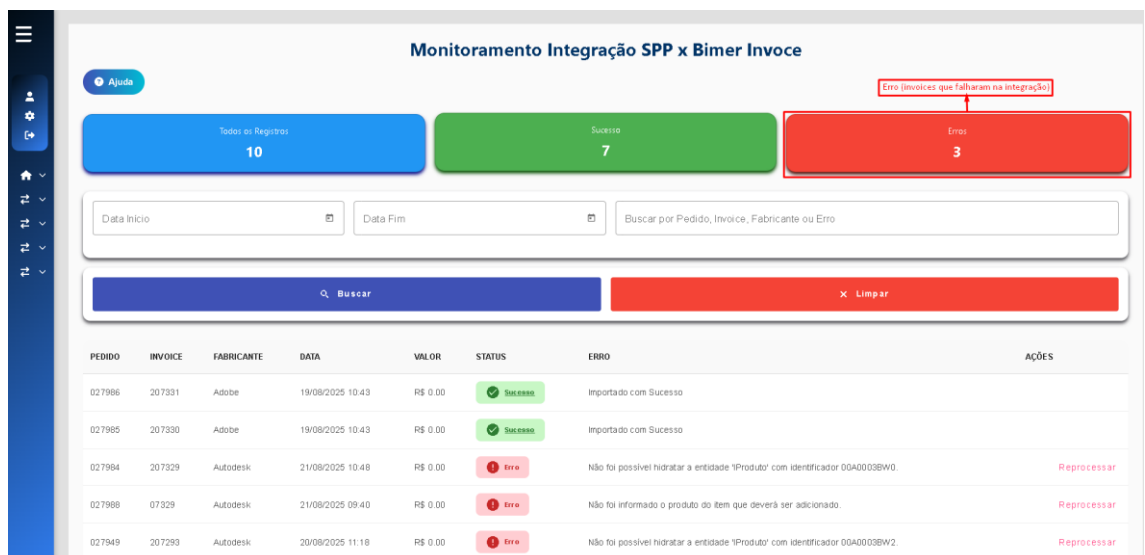 Monitoramento Integração SPP x Bimer Invoce
Ajuda
Erro (invoices que falharam na integração)
Todos os Registros
10
Sucesso
7
Erros
3
Data Início
Data Fim
Buscar por Pedido, Invoice, Fabricante ou Erro
Buscar
Limpar
PEDIDO INVOICE FABRICANTE DATA VALOR STATUS ERRO AÇÕES
027986 207331 Adobe 19/08/2025 10:43 R$ 0.00 Sucesso Importado com Sucesso
027985 207330 Adobe 19/08/2025 10:43 R$ 0.00 Sucesso Importado com Sucesso
027984 207329 Autodesk 21/08/2025 10:48 R$ 0.00 Erro Não foi possível hidratar a entidade 'IProduto' com identificador 00A0003BW0. Reprocessar
027988 07329 Autodesk 21/08/2025 09:40 R$ 0.00 Erro Não foi informado o produto do item que deverá ser adicionado. Reprocessar
027949 207293 Autodesk 20/08/2025 11:18 R$ 0.00 Erro Não foi possível hidratar a entidade 'IProduto' com identificador 00A0003BW2. Reprocessar